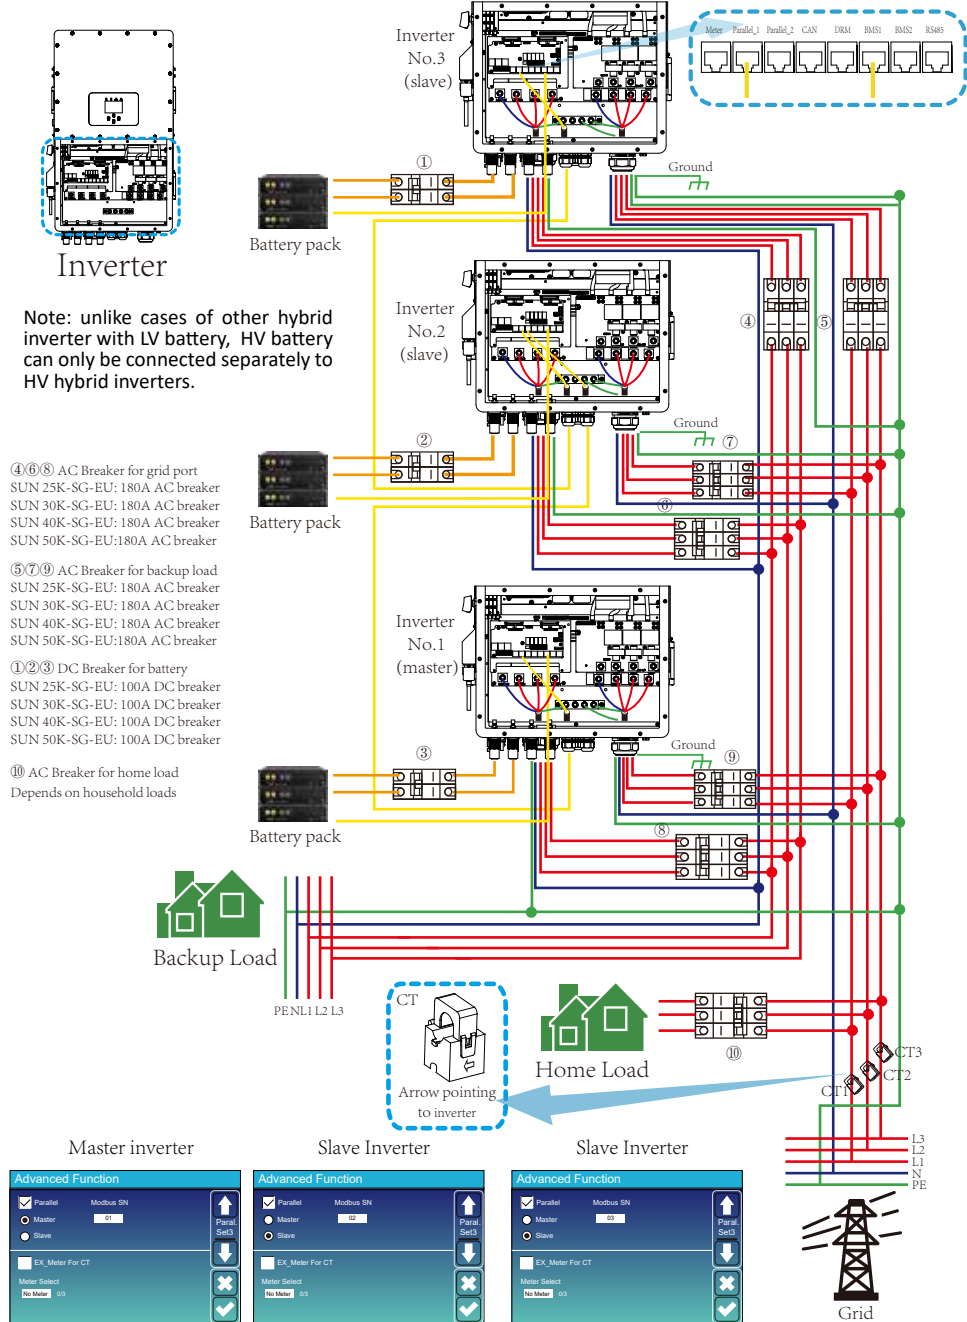 Inverter
No.3
(slave)
Meter Parallel_1 Parallel_2 CAN DRM BMS1 BMS2 RS485
①
Ground
Battery pack
Inverter
Note: unlike cases of other hybrid
inverter with LV battery, HV battery
can only be connected separately to
HV hybrid inverters.
Inverter
No.2
(slave)
④
⑤
②
Ground
⑦
Battery pack
⑥
④⑥⑧ AC Breaker for grid port
SUN 25K-SG-EU: 180A AC breaker
SUN 30K-SG-EU: 180A AC breaker
SUN 40K-SG-EU: 180A AC breaker
SUN 50K-SG-EU:180A AC breaker
⑤⑦⑨ AC Breaker for backup load
SUN 25K-SG-EU: 180A AC breaker
SUN 30K-SG-EU: 180A AC breaker
SUN 40K-SG-EU: 180A AC breaker
SUN 50K-SG-EU:180A AC breaker
①②③ DC Breaker for battery
SUN 25K-SG-EU: 100A DC breaker
SUN 30K-SG-EU: 100A DC breaker
SUN 40K-SG-EU: 100A DC breaker
SUN 50K-SG-EU: 100A DC breaker
⑩ AC Breaker for home load
Depends on household loads
Inverter
No.1
(master)
③
Ground
⑨
Battery pack
⑧
Backup Load
PE N L1 L2 L3
CT
Arrow pointing
to inverter
Home Load
⑩
CT3
CT2
CT1
L3
L2
L1
N
PE
Grid
Master inverter
Advanced Function
Parallel Modbus SN
Master 01
Slave
Paral.
Set3
EX_Meter For CT
Meter Select
No Meter 0/3
Slave Inverter
Advanced Function
Parallel Modbus SN
Master 02
Slave
Paral.
Set3
EX_Meter For CT
Meter Select
No Meter 0/3
Slave Inverter
Advanced Function
Parallel Modbus SN
Master 03
Slave
Paral.
Set3
EX_Meter For CT
Meter Select
No Meter 0/3